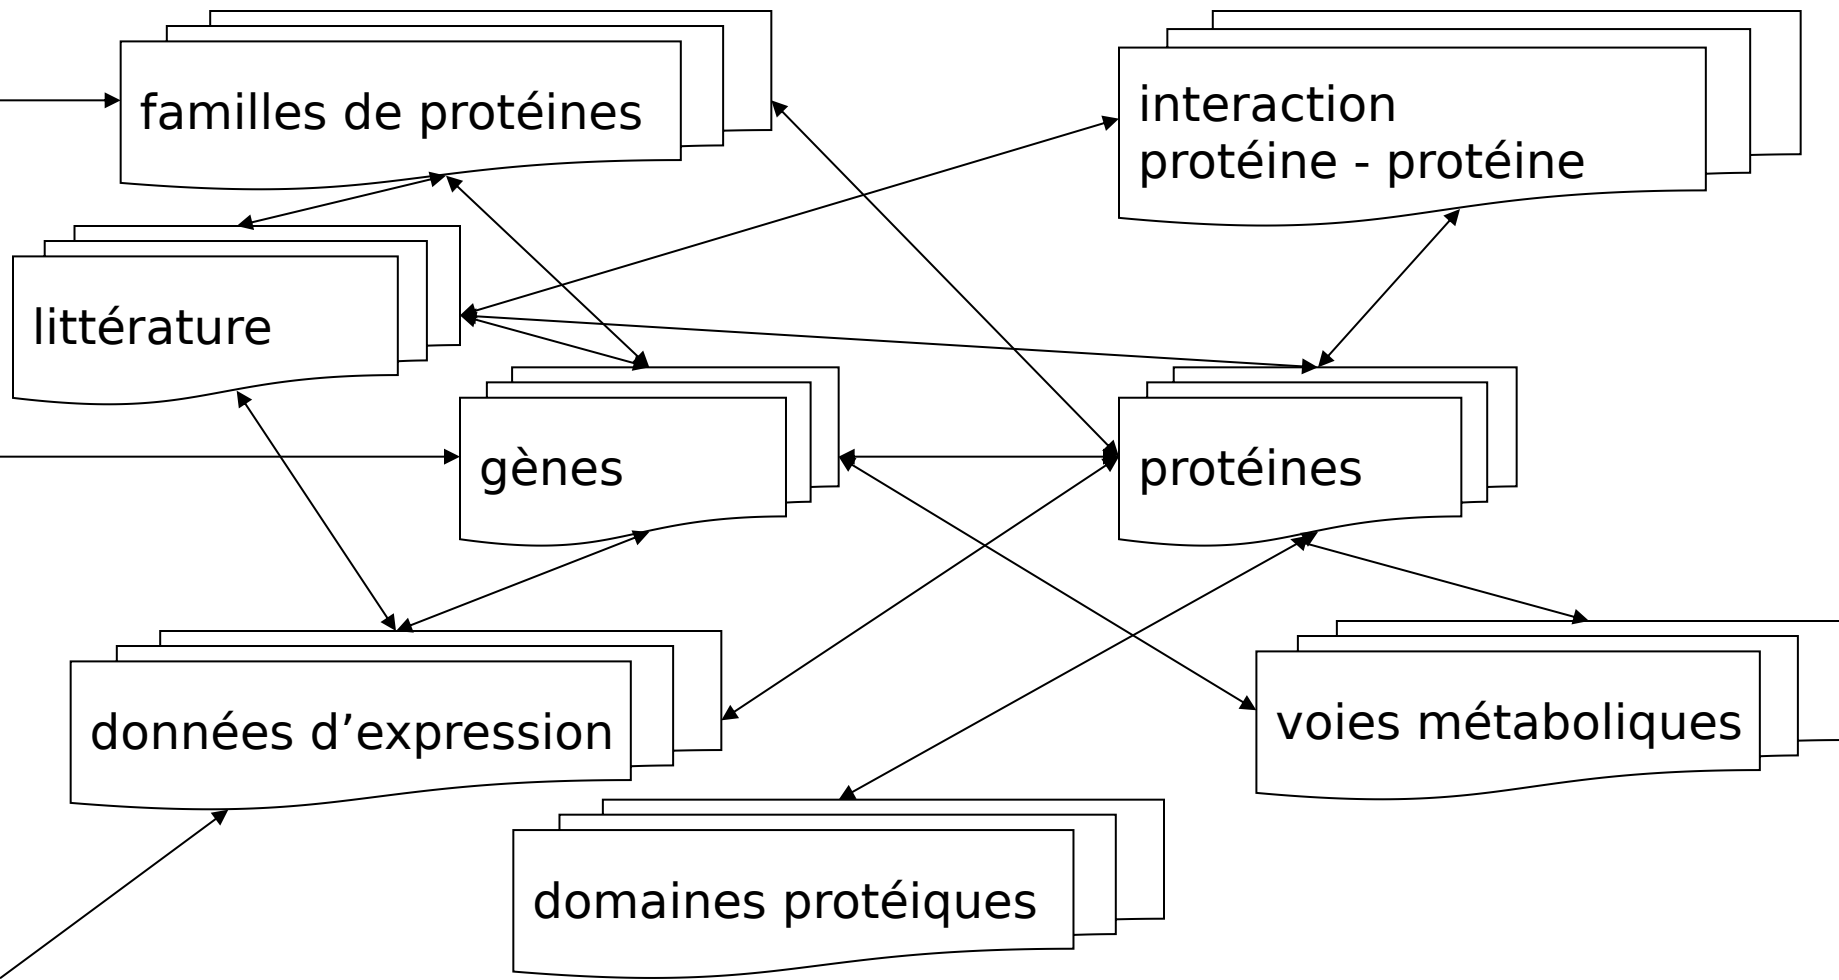 familles de protéines
interaction
protéine - protéine
littérature
gènes
protéines
données d’expression
voies métaboliques
domaines protéiques